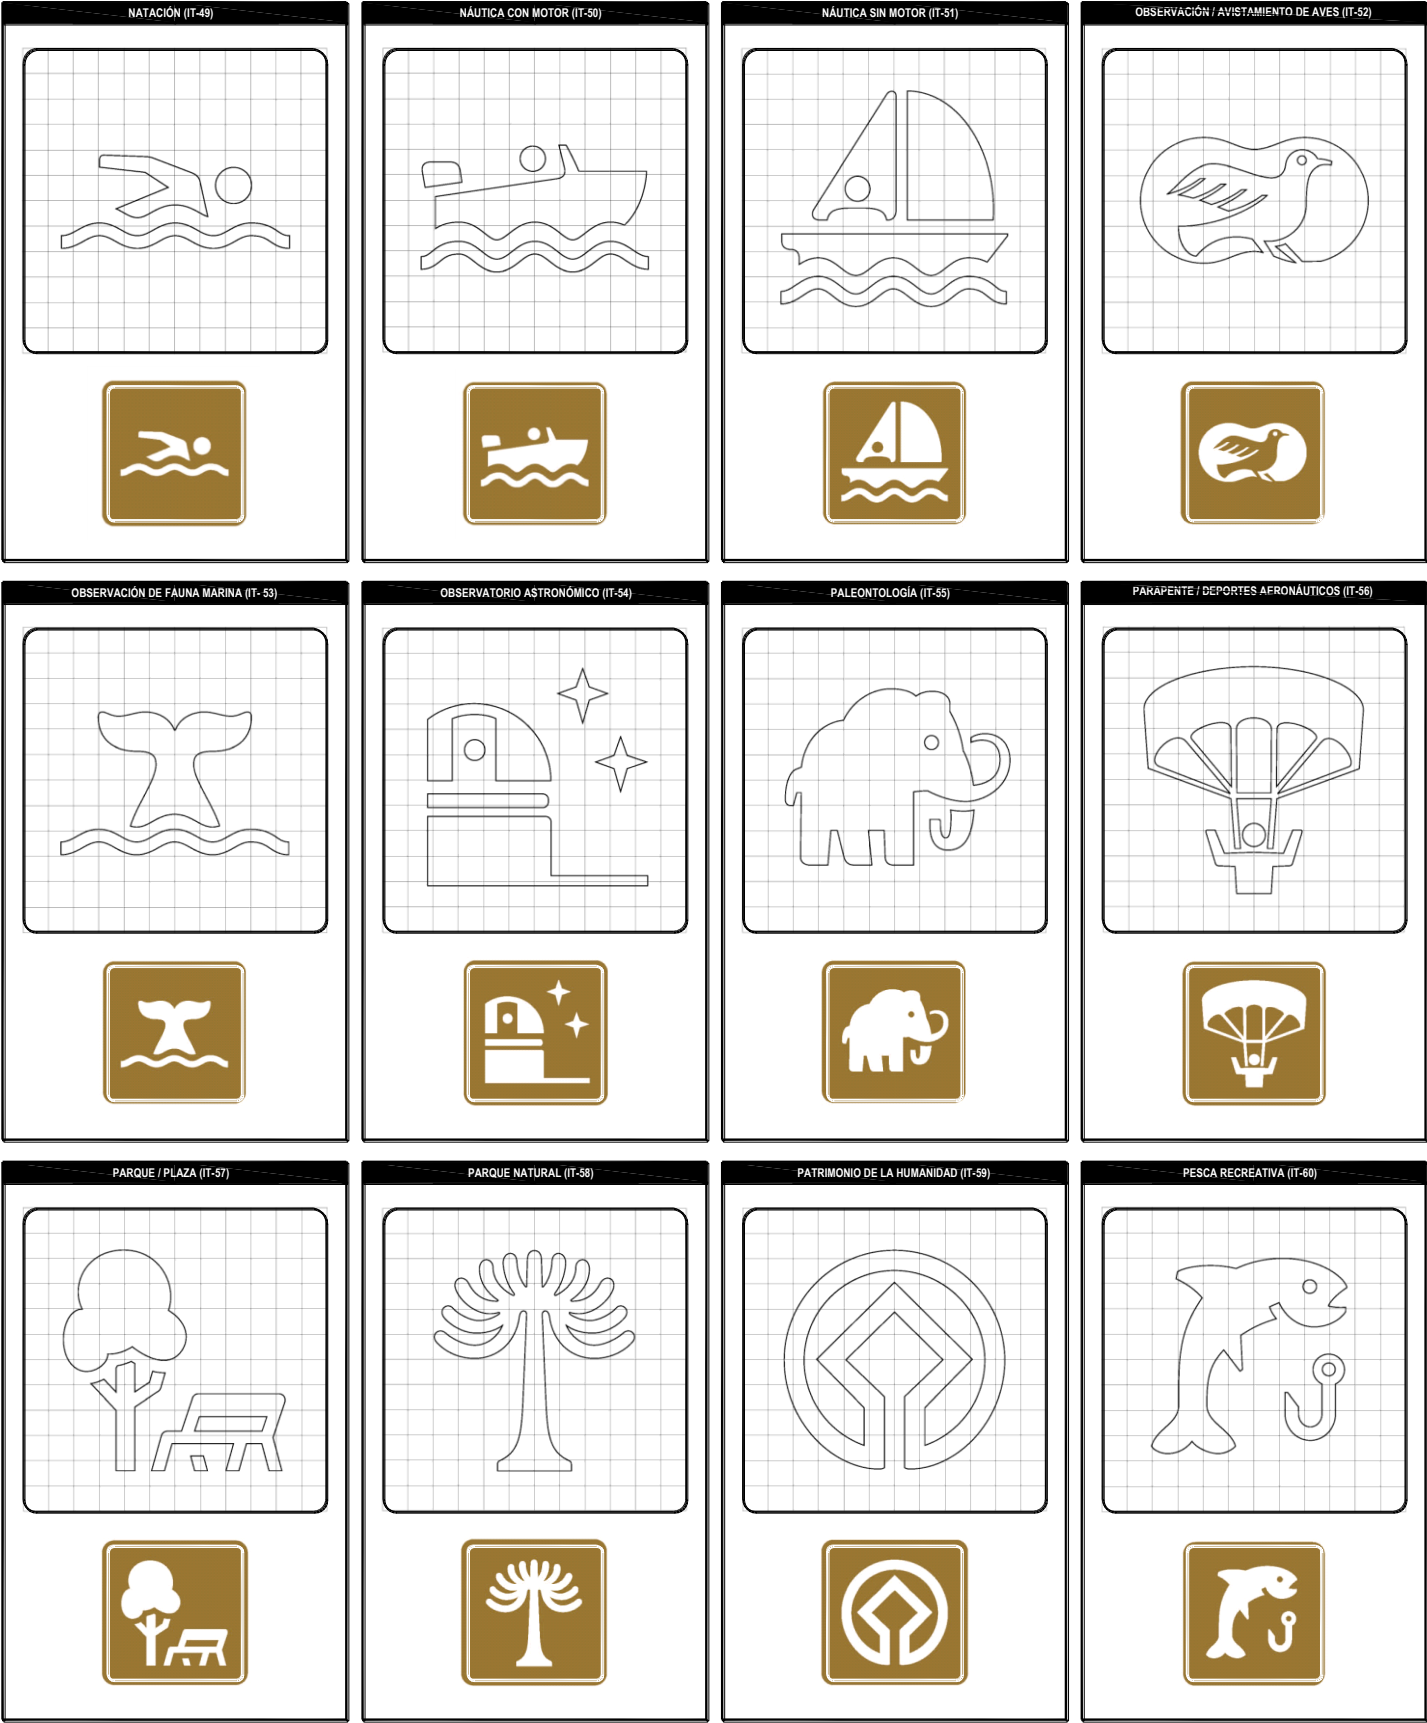 NATACIÓN (IT-49)
NÁUTICA CON MOTOR (IT-50)
NÁUTICA SIN MOTOR (IT-51)
OBSERVACIÓN / AVISTAMIENTO DE AVES (IT-52)
OBSERVACIÓN DE FAUNA MARINA (IT- 53)
OBSERVATORIO ASTRONÓMICO (IT-54)
PALEONTOLOGÍA (IT-55)
PARAPENTE / DEPORTES AERONÁUTICOS (IT-56)
PARQUE / PLAZA (IT-57)
PARQUE NATURAL (IT-58)
PATRIMONIO DE LA HUMANIDAD (IT-59)
PESCA RECREATIVA (IT-60)